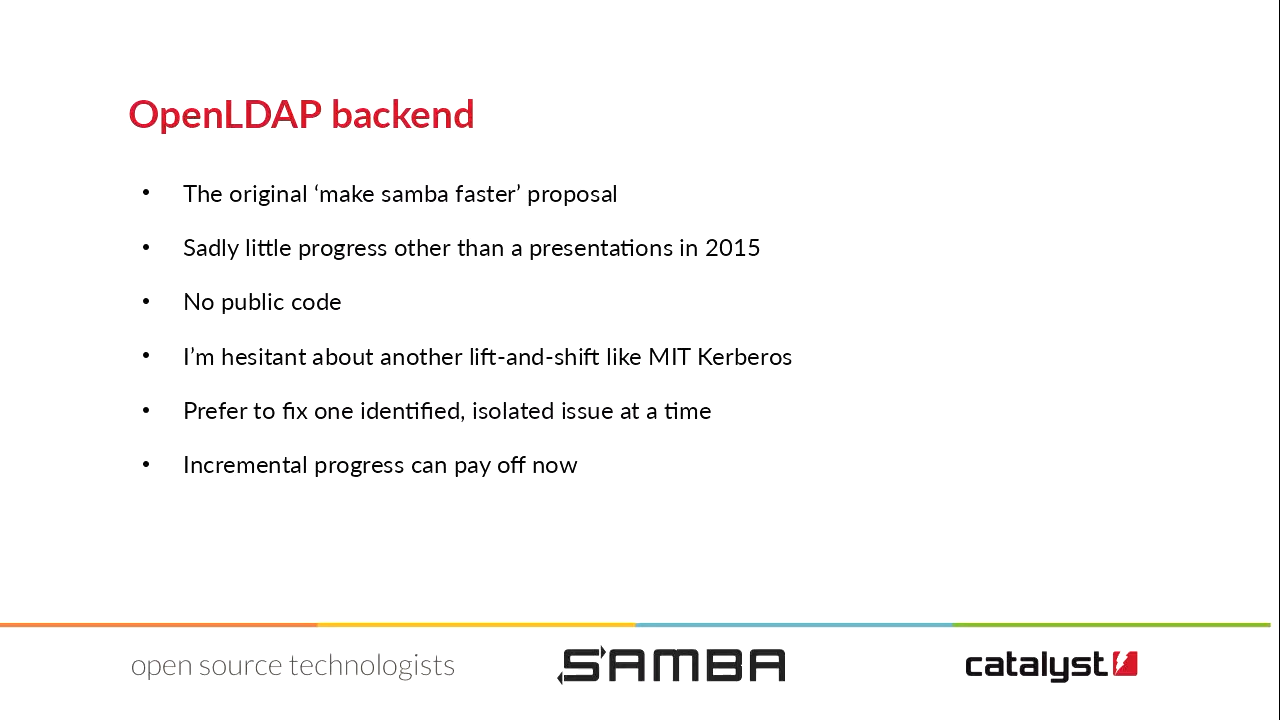 OpenLDAP backend
• The original ‘make samba faster’ proposal
• Sadly little progress other than a presentations in 2015
• No public code
• I’m hesitant about another lift-and-shift like MIT Kerberos
• Prefer to fix one identified, isolated issue at a time
• Incremental progress can pay off now
open source technologists
SAMBA
catalyst